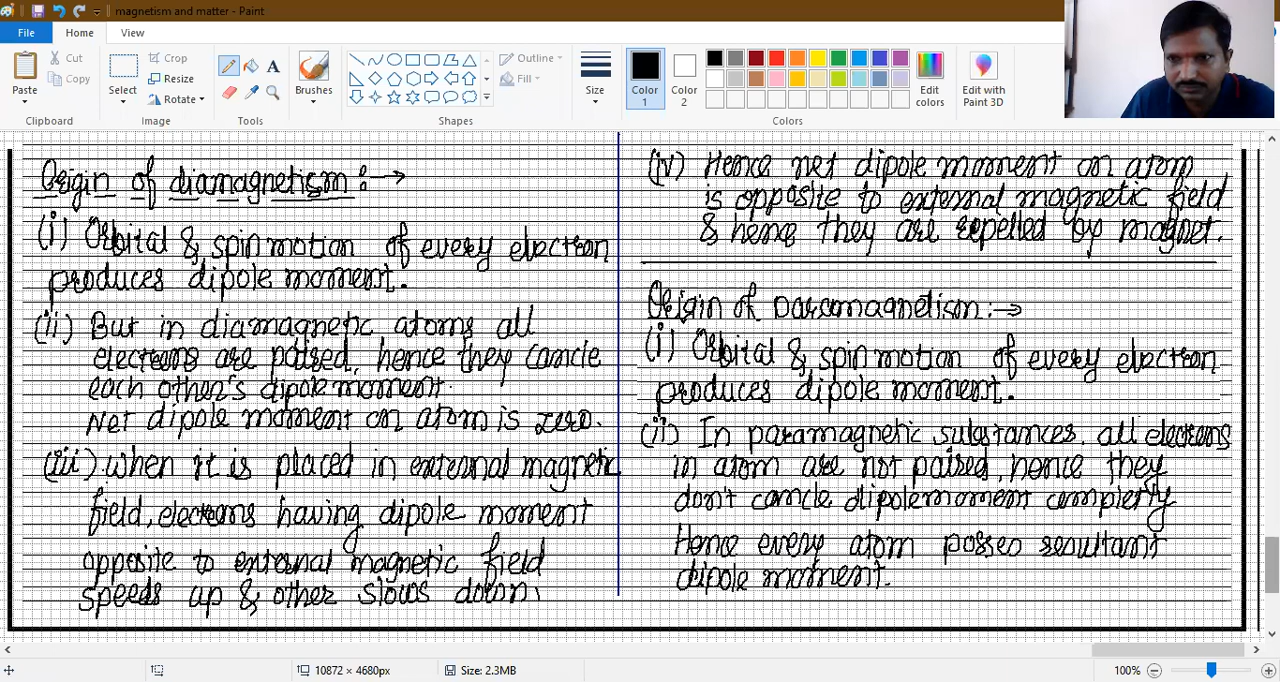 magnetism and matter - Paint
File
Home
View
Paste
Cut
Copy
Clipboard
Select
Crop
Resize
Rotate
Image
Tools
Brushes
Shapes
Outline
Fill
Size
Color 1
Color 2
Colors
Edit colors
Edit with Paint 3D
Origin of diamagnetism :→
(i) Orbital & spin motion of every electron
produces dipole moment.
(ii) But in diamagnetic atoms all
electrons are paired, hence they cancle
each other's dipole moment.
Net dipole moment on atom is zero.
(iii). when it is placed in external magnetic
field, electrons having dipole moment
opposite to external magnetic field
speeds up & other slows down,
(iv) Hence net dipole moment on atom
is opposite to external magnetic field
& hence they are repelled by magnet.
Origin of paramagnetism :→
(i) Orbital & spin motion of every electron
produces dipole moment.
(ii) In paramagnetic substances, all electrons
in atom are not paired, hence they
don't cancle dipole moment
Hence every atom resultant
dipole moment.
10872 × 4680px
Size: 2.3MB
100%